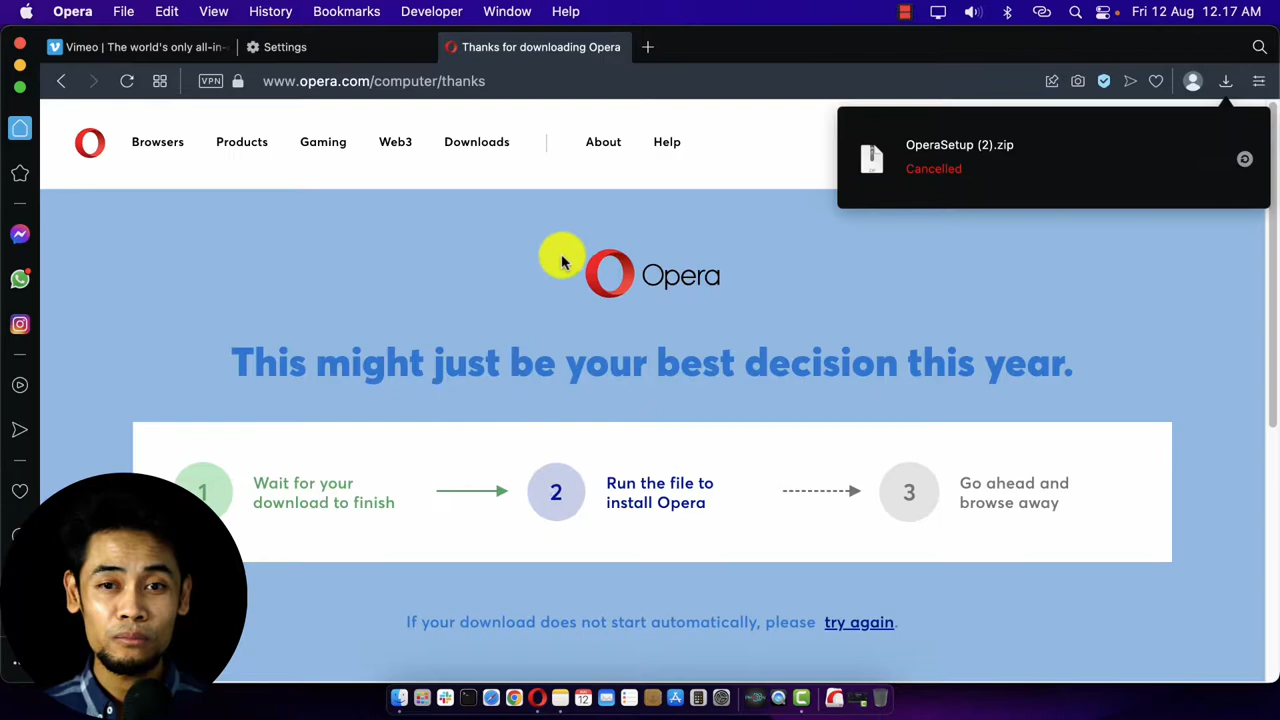 Opera File Edit View History Bookmarks Developer Window Help Fri 12 Aug 12.17 AM
Vimeo | The world's only all-in- Settings Thanks for downloading Opera
VPN www.opera.com/computer/thanks
Browsers Products Gaming Web3 Downloads About Help
OperaSetup (2).zip
Cancelled
Opera
This might just be your best decision this year.
1 Wait for your
download to finish
2 Run the file to
install Opera
3 Go ahead and
browse away
If your download does not start automatically, please try again.